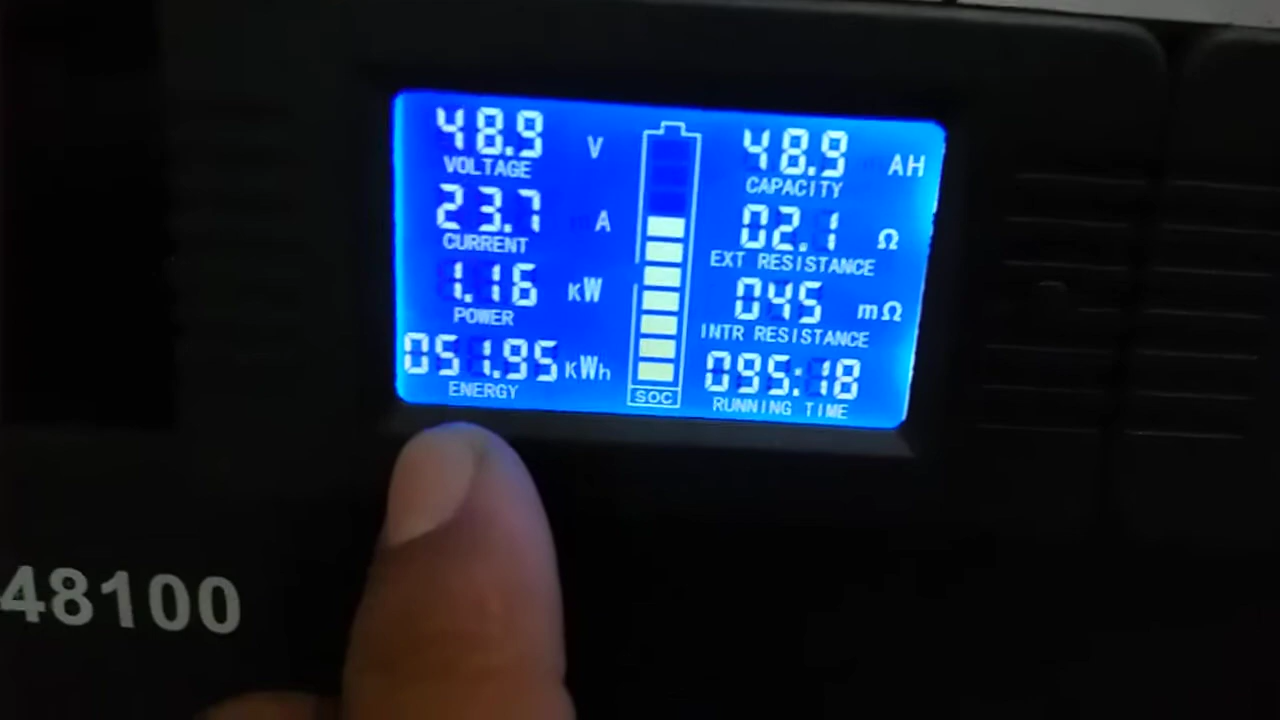 48.9 V
VOLTAGE
23.7 A
CURRENT
1.16 KW
POWER
051.95 KWh
ENERGY
SOC
48.9 AH
CAPACITY
02.1 Ω
EXT RESISTANCE
045 mΩ
INTR RESISTANCE
095:18
RUNNING TIME
48100